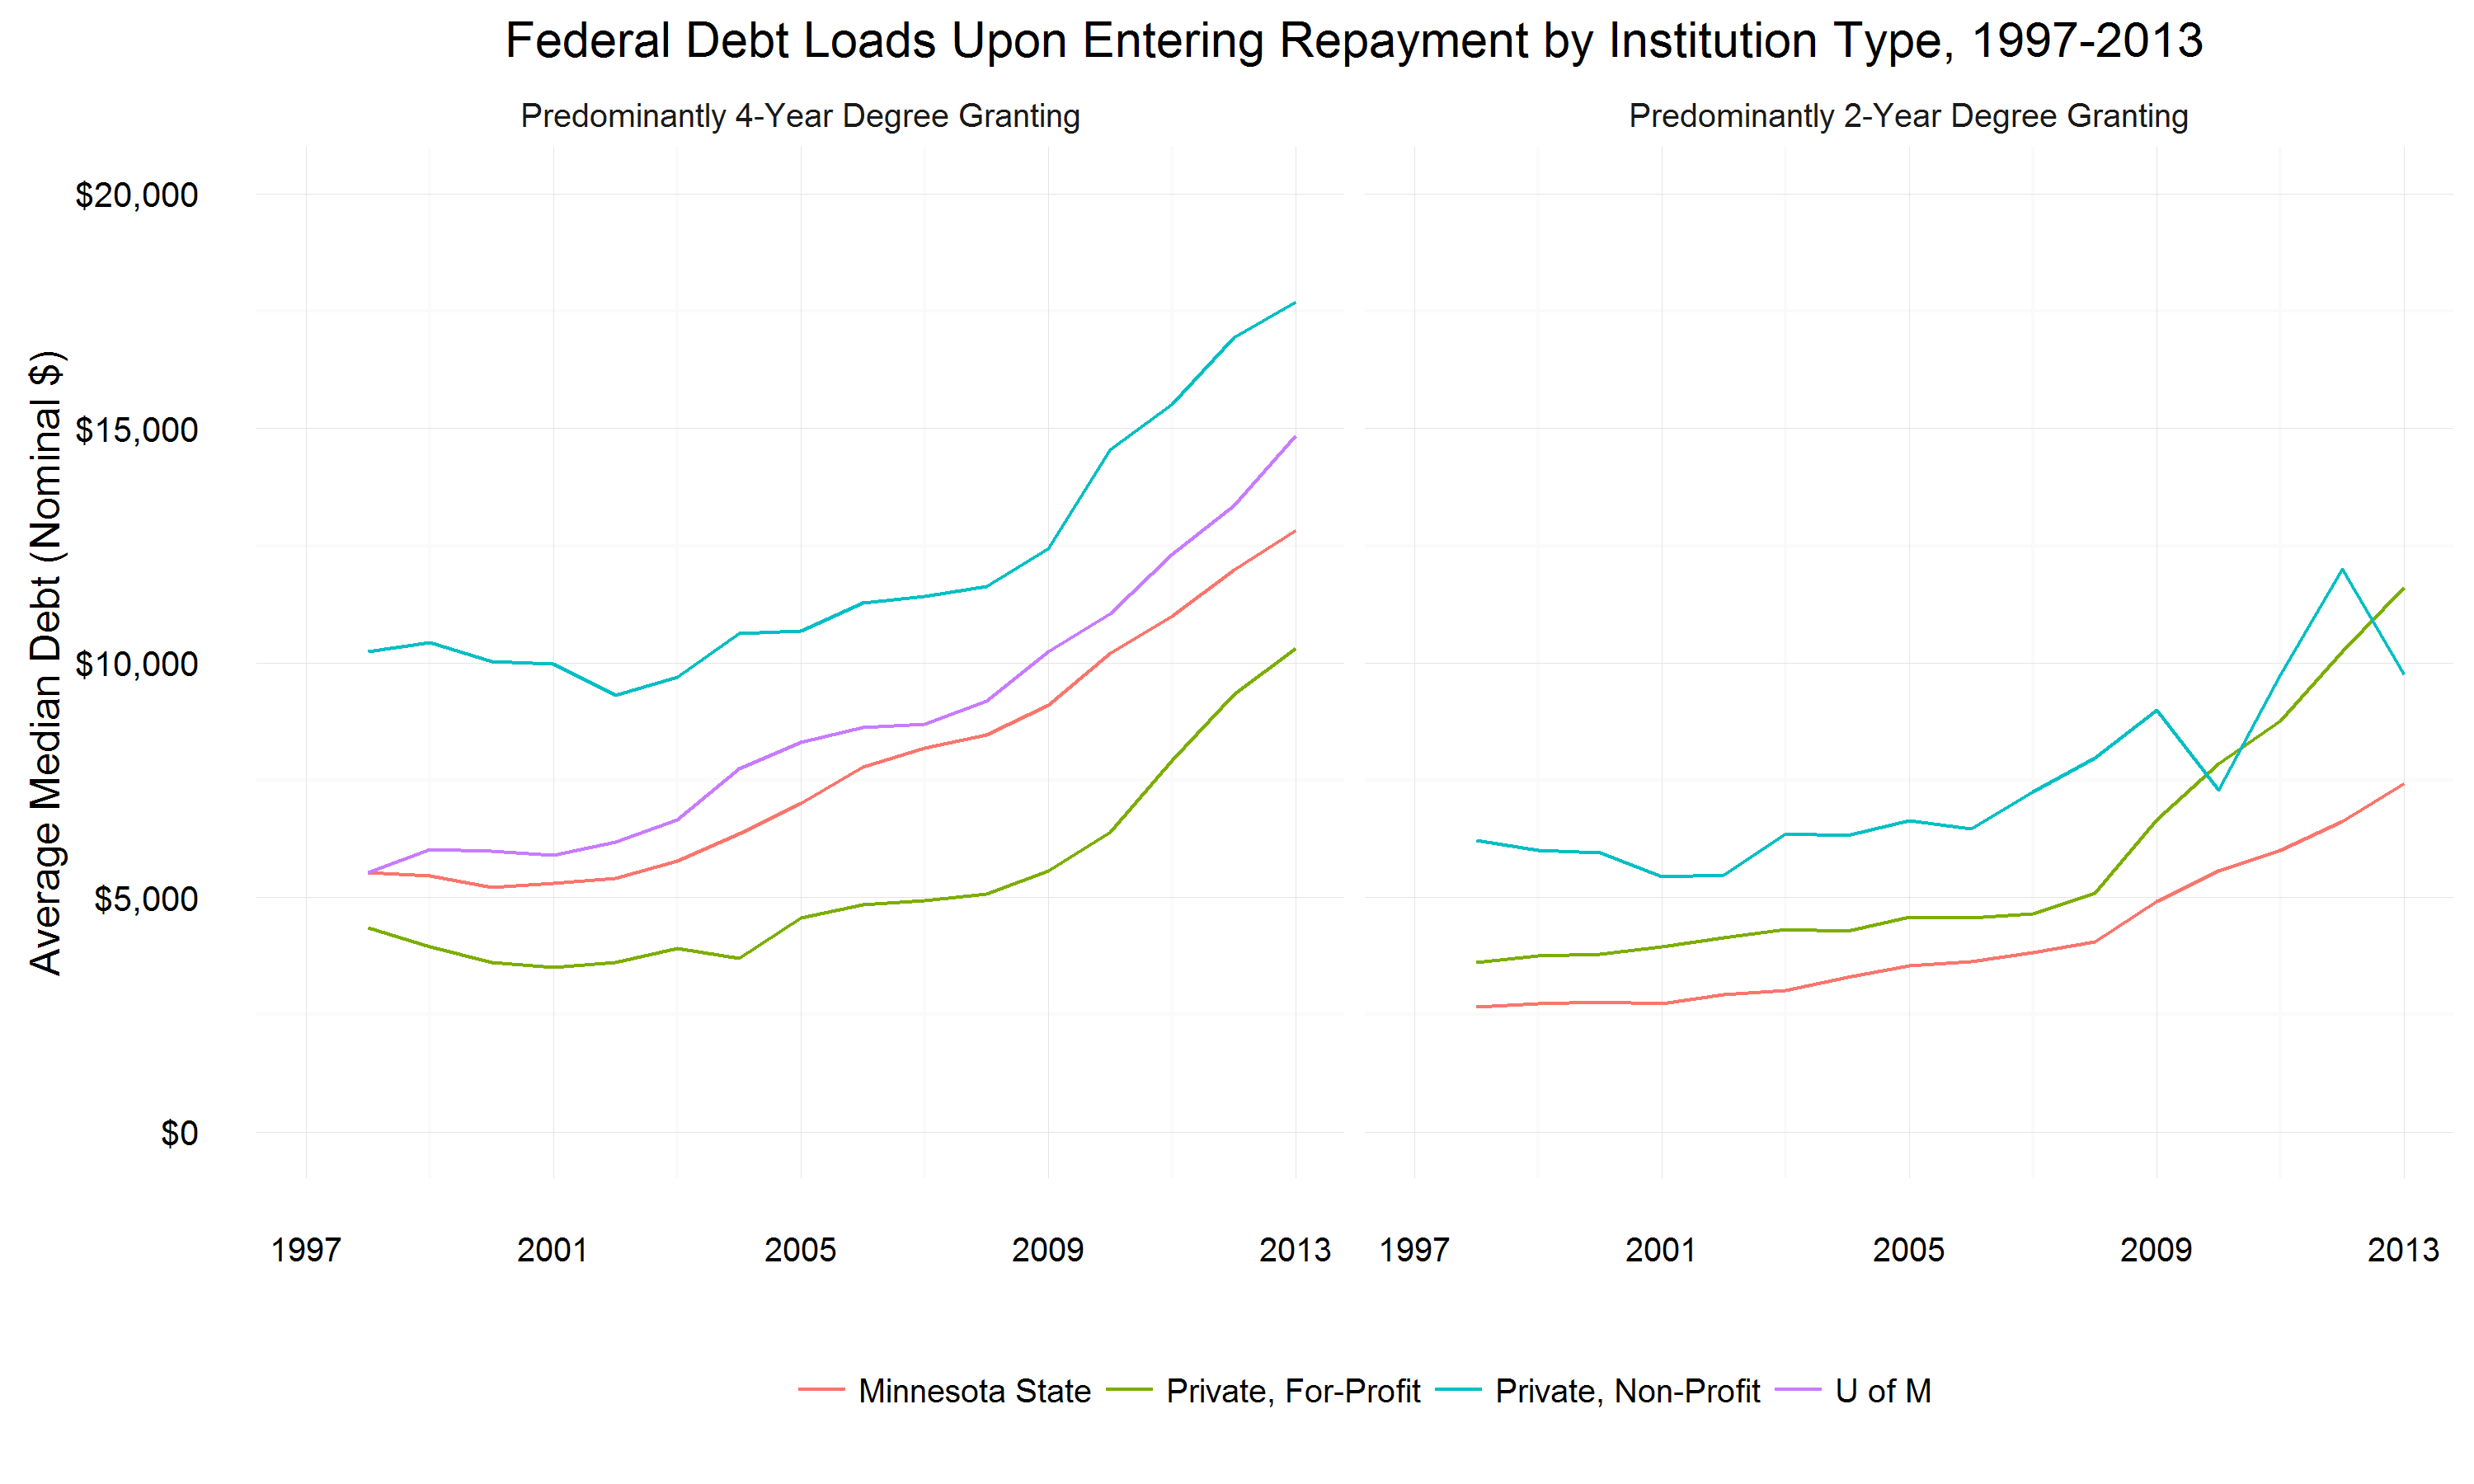 Federal Debt Loads Upon Entering Repayment by Institution Type, 1997-2013
Predominantly 4-Year Degree Granting
Predominantly 2-Year Degree Granting
Average Median Debt (Nominal $)
$20,000
$15,000
$10,000
$5,000
$0
1997 2001 2005 2009 2013
1997 2001 2005 2009 2013
Minnesota State Private, For-Profit Private, Non-Profit U of M